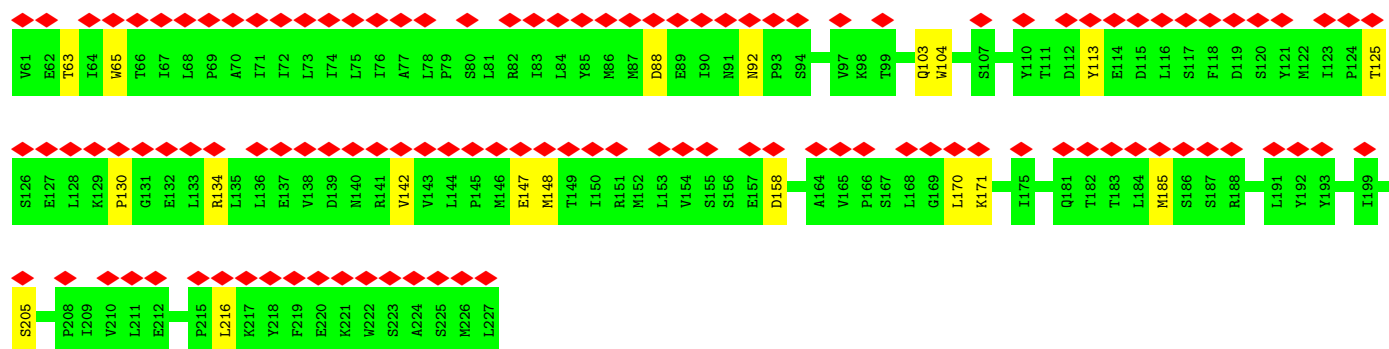 V61 E62 T63 I64 W65 T66 I67 L68 P69 A70 I71 I72 L73 I74 L75 I76 A77 L78 P79 S80 L81 R82 I83 L84 Y85 M86 M87 D88 E89 I90 N91 N92 P93 S94 V97 K98 T99 Q103 W104 S107 Y110 T111 D112 Y113 E114 D115 L116 S117 F118 D119 S120 Y121 M122 I123 P124 T125
S126 E127 L128 K129 P130 G131 E132 L133 R134 L135 L136 E137 V138 D139 N140 R141 V142 V143 L144 P145 M146 E147 M148 T149 I150 R151 M152 L153 V154 S155 S156 E157 D158 A164 V165 P166 S167 L168 G169 L170 K171 I175 Q181 T182 T183 L184 M185 S186 S187 R188 L191 Y192 Y193 I199
S205 P208 I209 V210 L211 E212 P215 L216 K217 Y218 F219 E220 K221 W222 S223 A224 S225 M226 L227